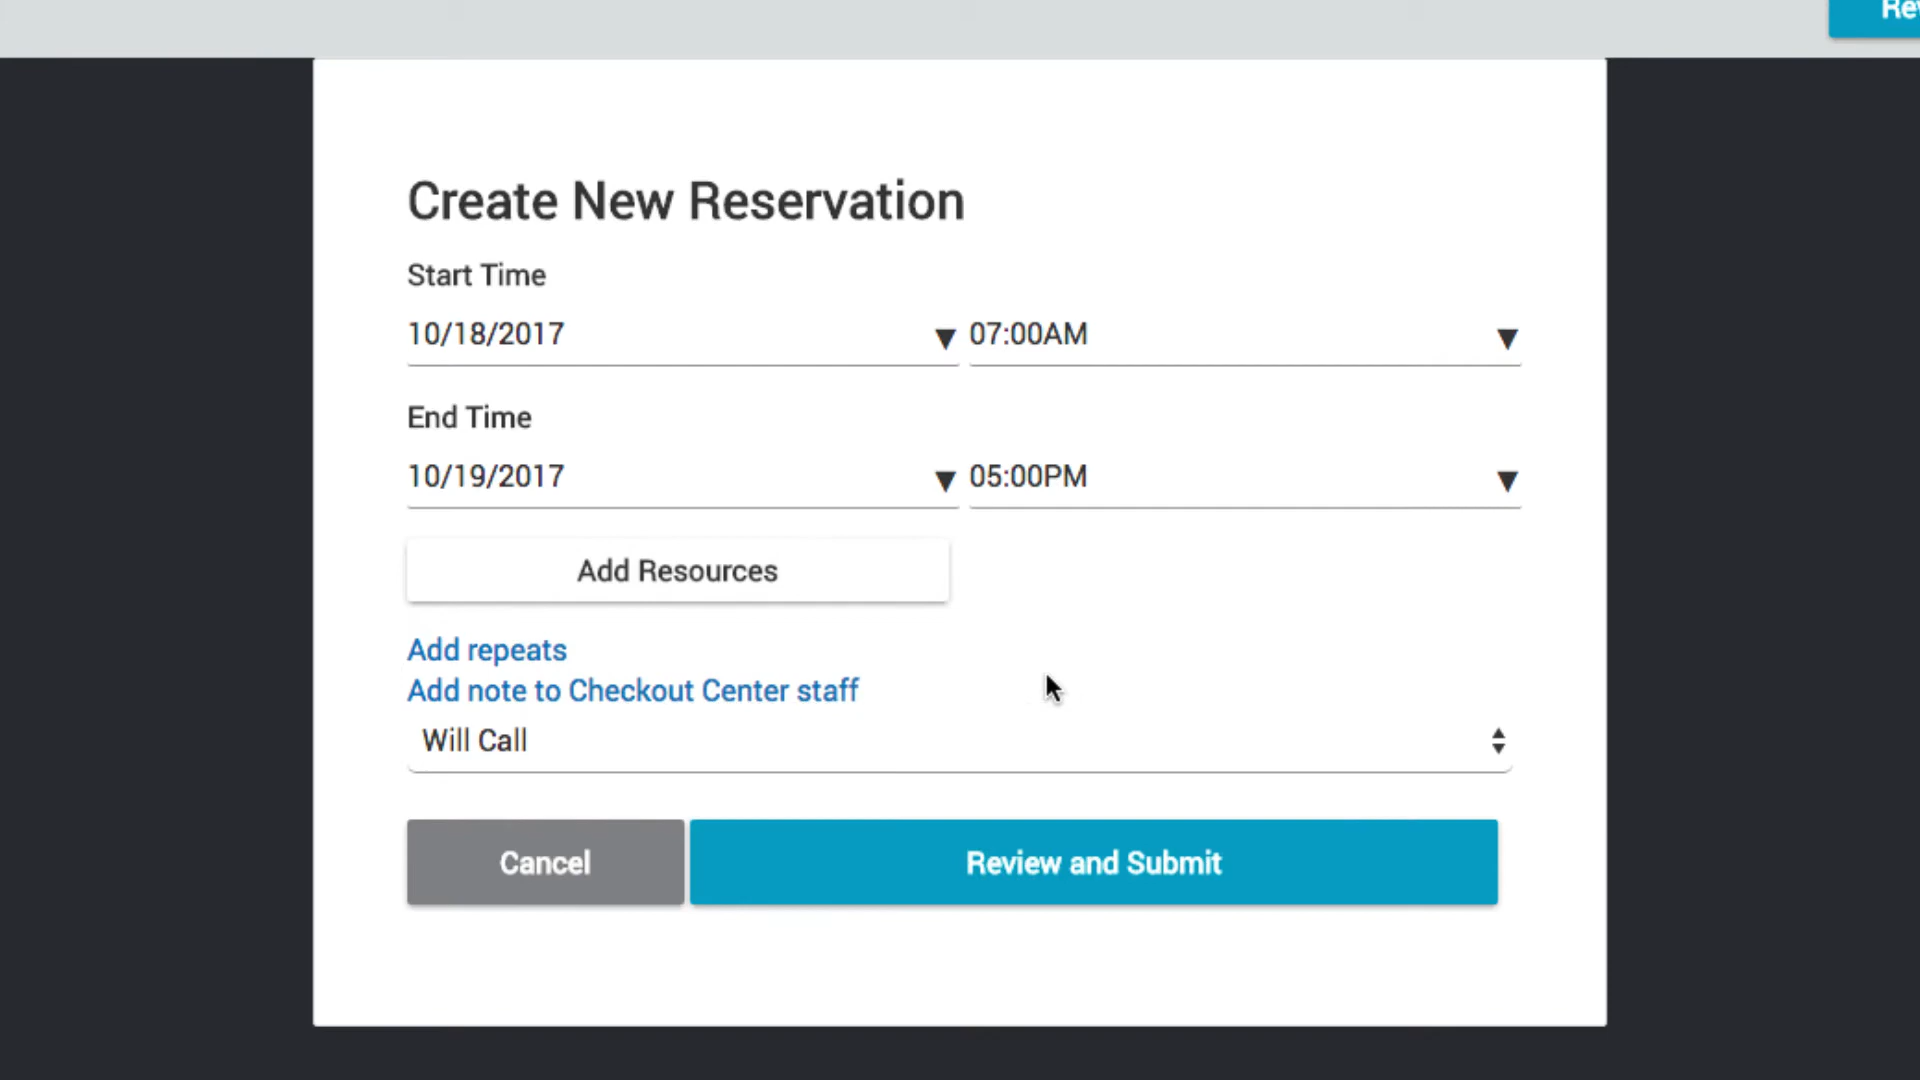 Create New Reservation
Start Time
10/18/2017 07:00AM
End Time
10/19/2017 05:00PM
Add Resources
Add repeats
Add note to Checkout Center staff
Will Call
Cancel Review and Submit